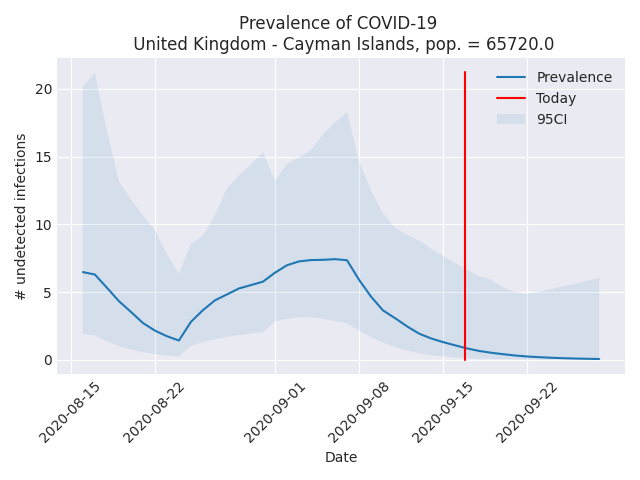 Prevalence of COVID-19
United Kingdom - Cayman Islands, pop. = 65720.0
Prevalence
Today
95CI
# undetected infections
20
15
10
5
0
2020-08-15
2020-08-22
2020-09-01
2020-09-08
2020-09-15
2020-09-22
Date